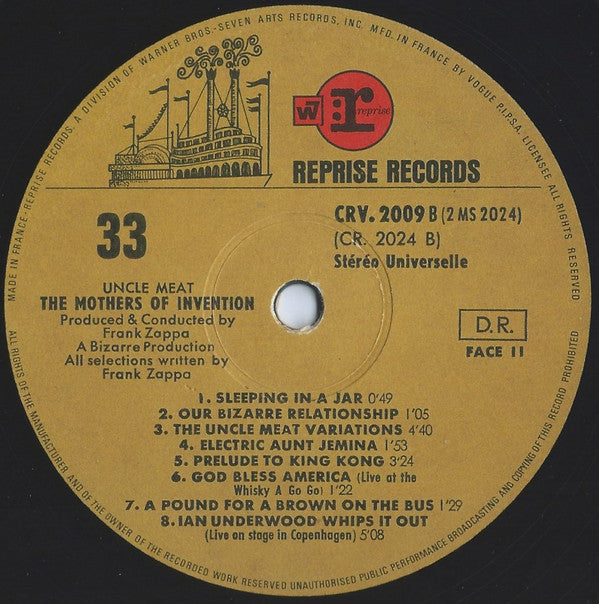 MADE IN FRANCE-REPRISE RECORDS, A DIVISION OF WARNER BROS.-SEVEN ARTS RECORDS, INC. MFD. IN FRANCE BY VOGUE P.I.P.S.A. LICENSEE ALL RIGHTS RESERVED
W7
r
reprise
REPRISE RECORDS
33
CRV. 2009 B (2 MS 2024)
(CR. 2024 B)
Stéréo Universelle
UNCLE MEAT
THE MOTHERS OF INVENTION
Produced & Conducted by
Frank Zappa
A Bizarre Production
All selections written by
Frank Zappa
D.R.
FACE II
1. SLEEPING IN A JAR 0'49
2. OUR BIZARRE RELATIONSHIP 1'05
3. THE UNCLE MEAT VARIATIONS 4'40
4. ELECTRIC AUNT JEMINA 1'53
5. PRELUDE TO KING KONG 3'24
6. GOD BLESS AMERICA (Live at the
Whisky A Go Go) 1'22
7. A POUND FOR A BROWN ON THE BUS 1'29
8. IAN UNDERWOOD WHIPS IT OUT
(Live on stage in Copenhagen) 5'08
ALL RIGHTS OF THE MANUFACTURER AND OF THE OWNER OF THE RECORDED WORK RESERVED UNAUTHORISED PUBLIC PERFORMANCE BROADCASTING AND COPYING OF THIS RECORD PROHIBITED